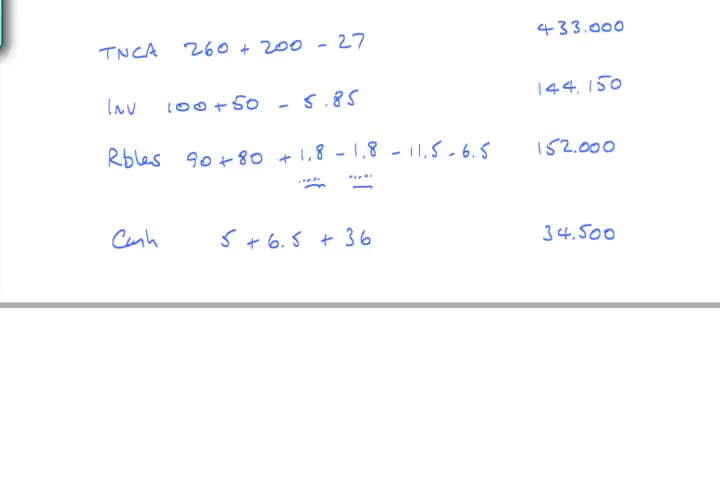 433.000
TNCA 260 + 200 - 27
144.150
INV 100 + 50 - 5.85
Rbles 90 + 80 + 1.8 - 1.8 - 11.5 - 6.5 152.000
Cash 5 + 6.5 + 36 34.500